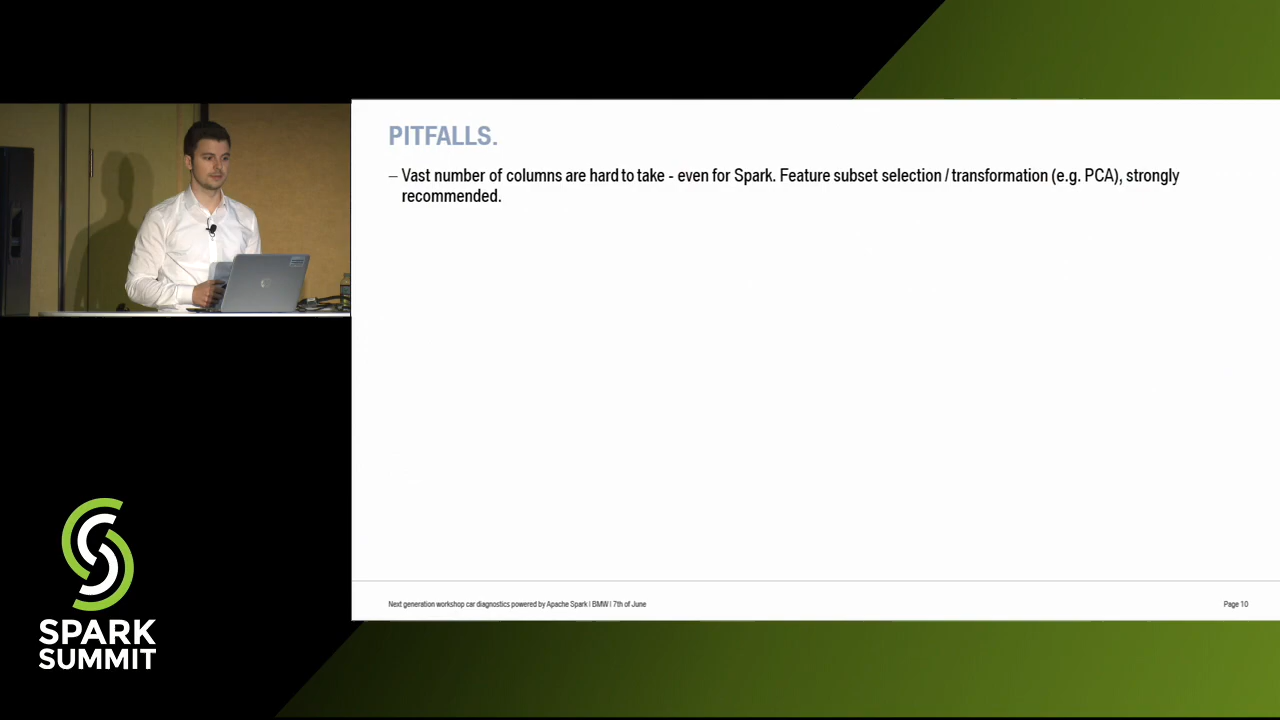 PITFALLS.
– Vast number of columns are hard to take - even for Spark. Feature subset selection / transformation (e.g. PCA), strongly
recommended.
Next generation workshop car diagnostics powered by Apache Spark | BMW | 7th of June
Page 10
SPARK
SUMMIT